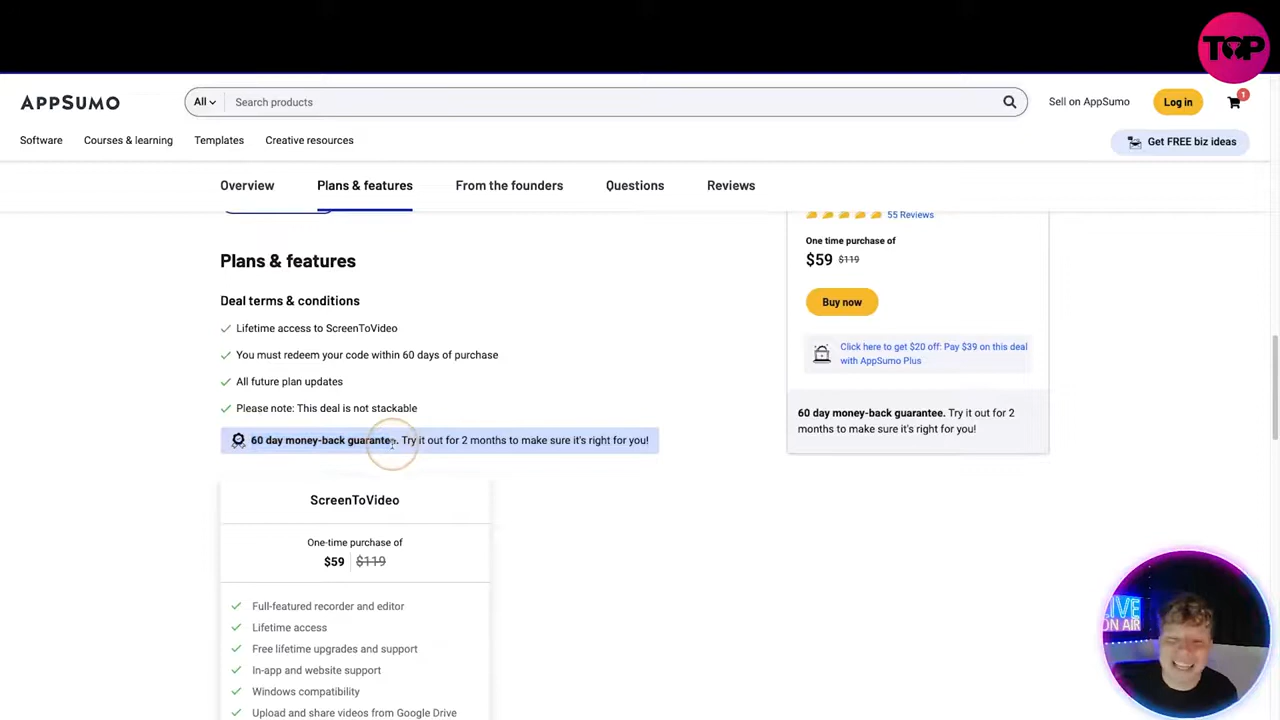 TOP
APPSUMO
All
Search products
Sell on AppSumo
Log in
1
Software
Courses & learning
Templates
Creative resources
Get FREE biz ideas
Overview
Plans & features
From the founders
Questions
Reviews
55 Reviews
One time purchase of
$59 $119
Buy now
Click here to get $20 off: Pay $39 on this deal
with AppSumo Plus
60 day money-back guarantee. Try it out for 2
months to make sure it's right for you!
Plans & features
Deal terms & conditions
Lifetime access to ScreenToVideo
You must redeem your code within 60 days of purchase
All future plan updates
Please note: This deal is not stackable
60 day money-back guarantee. Try it out for 2 months to make sure it's right for you!
ScreenToVideo
One-time purchase of
$59 $119
Full-featured recorder and editor
Lifetime access
Free lifetime upgrades and support
In-app and website support
Windows compatibility
Upload and share videos from Google Drive
LIVE
ON AIR